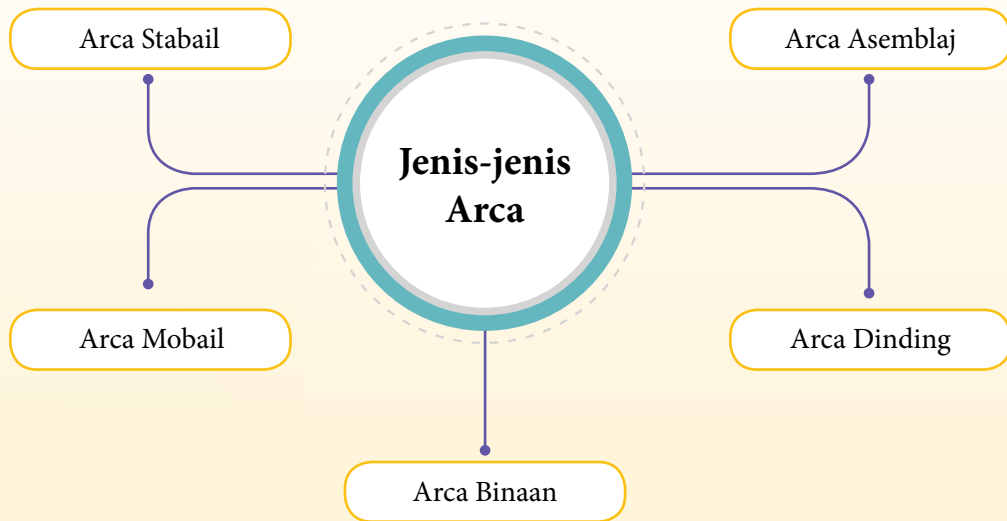 Arca Stabail
Arca Asemblaj
Jenis-jenis
Arca
Arca Mobail
Arca Dinding
Arca Binaan